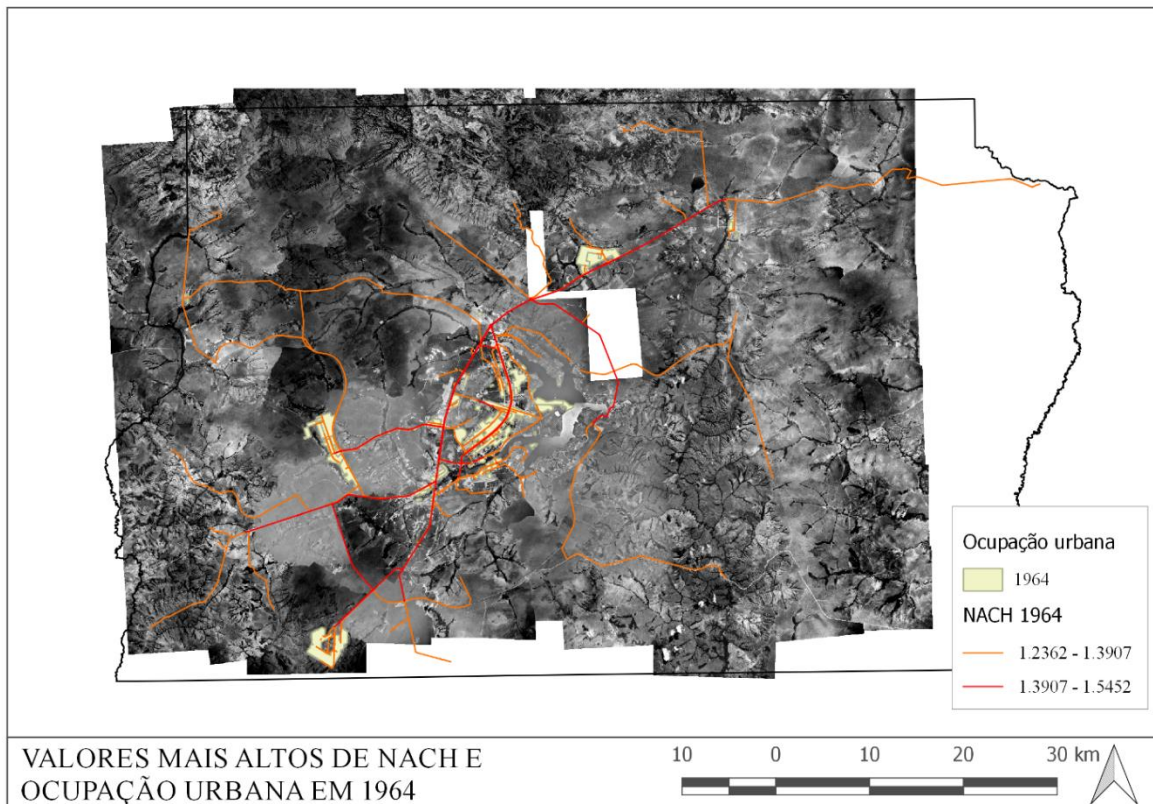 Ocupação urbana
1964
NACH 1964
1.2362 - 1.3907
1.3907 - 1.5452
VALORES MAIS ALTOS DE NACH E
OCUPAÇÃO URBANA EM 1964
10 0 10 20 30 km